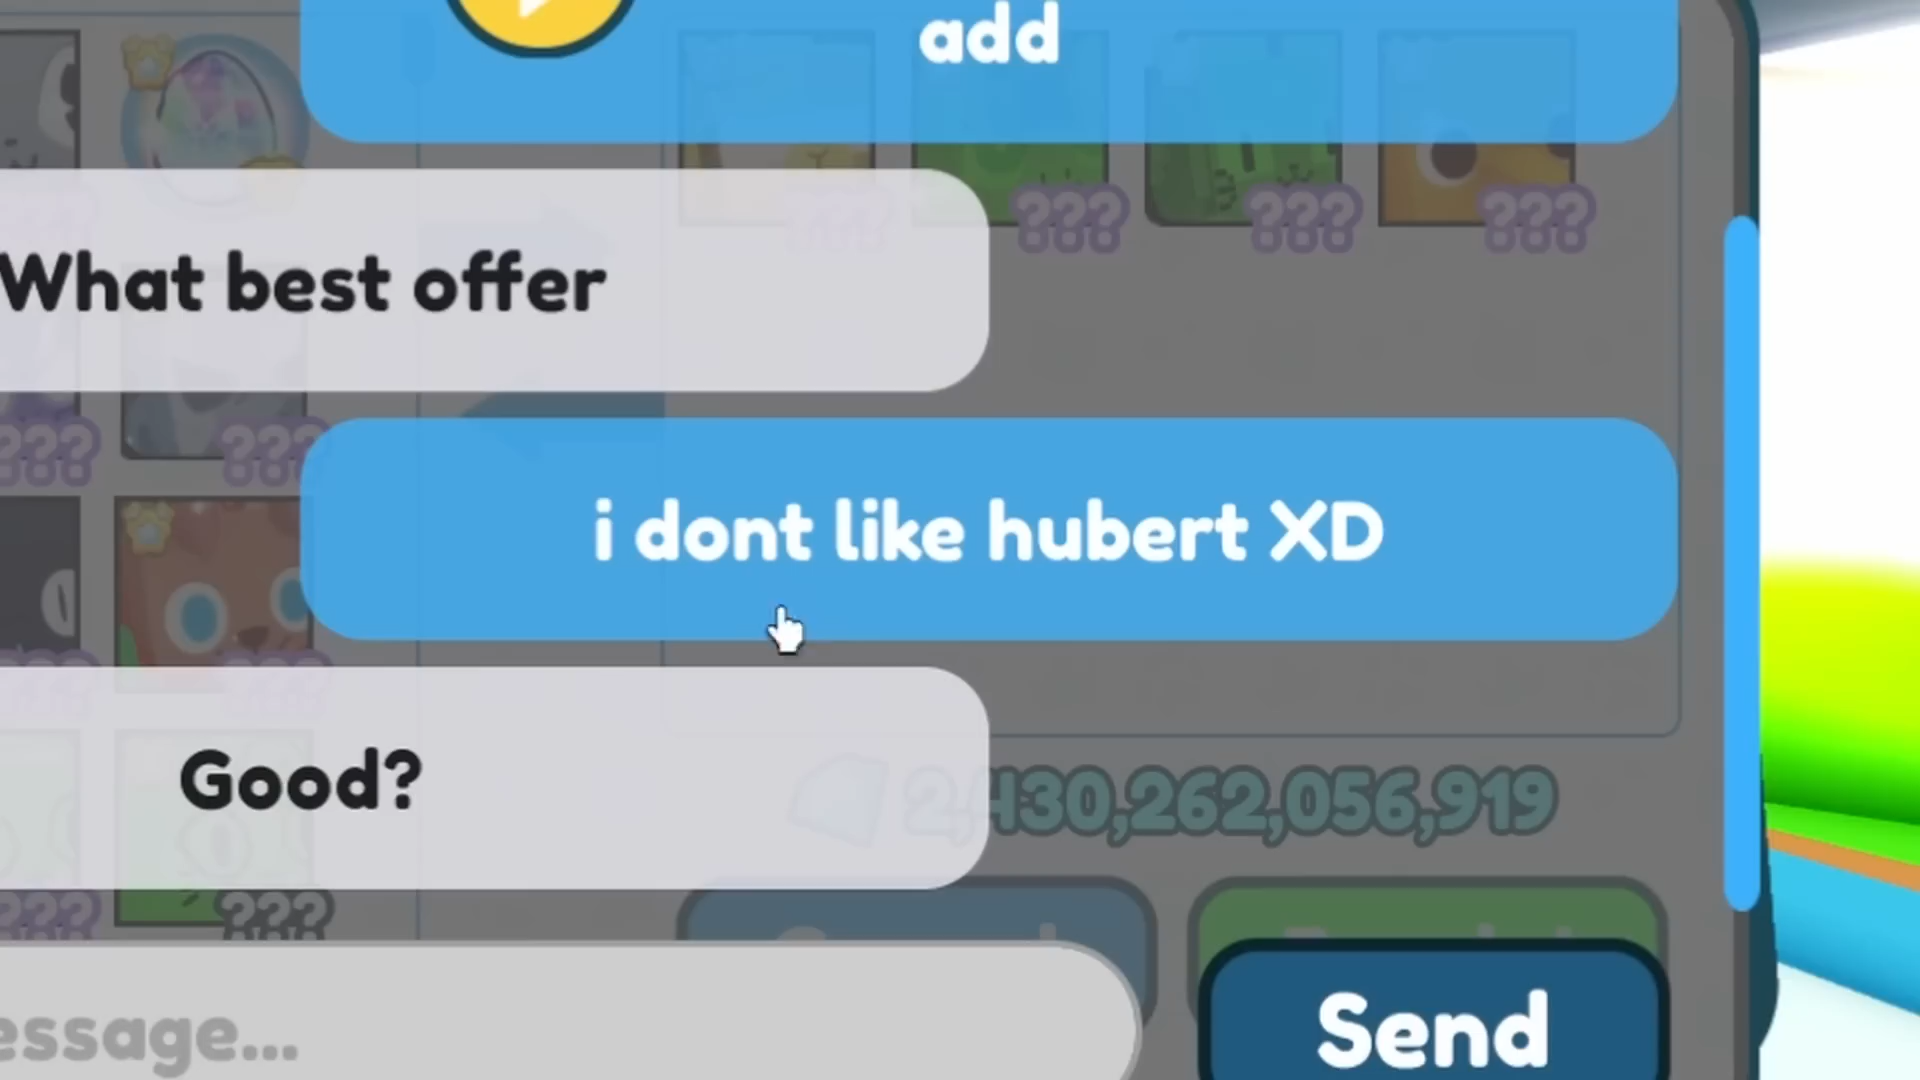 add
???
???
???
???
What best offer
???
???
i dont like hubert XD
???
Good?
2,430,262,056,919
???
???
essage...
Send